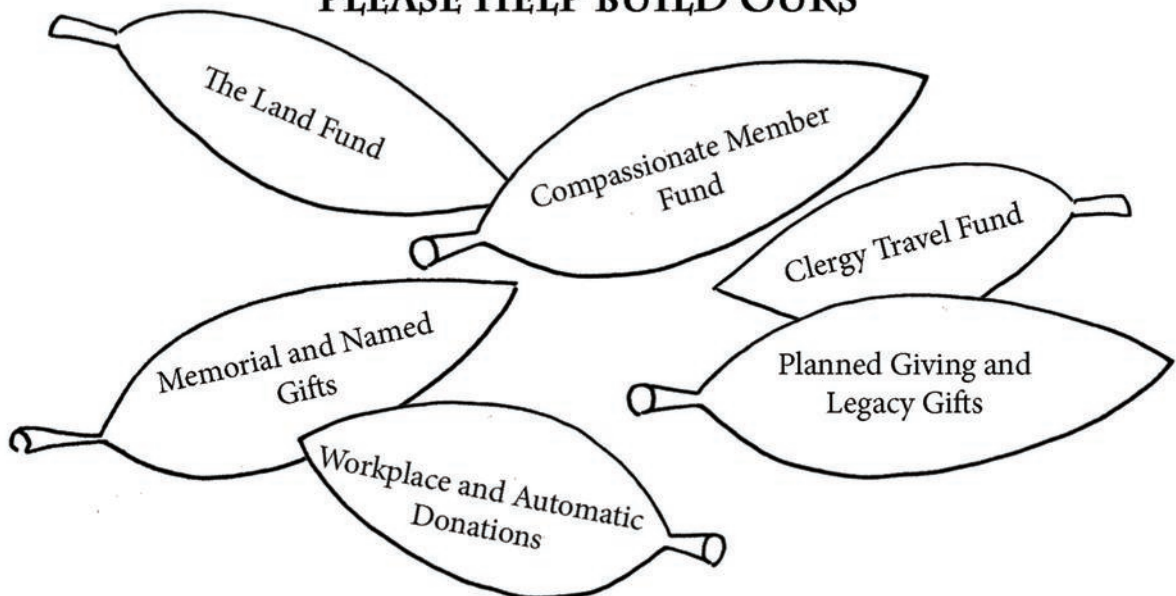 PLEASE HELP BUILD OURS
The Land Fund
Compassionate Member
Fund
Clergy Travel Fund
Memorial and Named
Gifts
Planned Giving and
Legacy Gifts
Workplace and Automatic
Donations